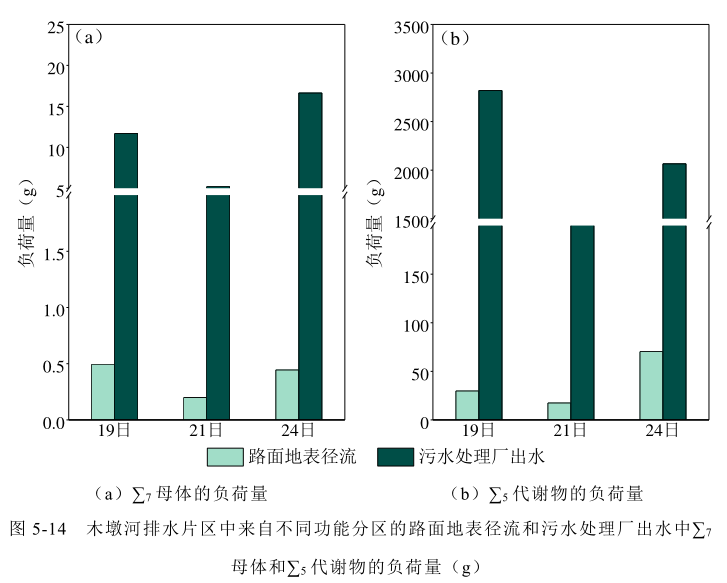 (a)
25
20
15
10
5
1.5
1.0
0.5
0.0
负荷量（g）
19日
21日
24日
(b)
3500
3000
2500
2000
1500
150
100
50
0
负荷量（g）
19日
21日
24日
路面地表径流
污水处理厂出水
（a）∑₇母体的负荷量
（b）∑₅代谢物的负荷量
图 5-14 木墩河排水片区中来自不同功能分区的路面地表径流和污水处理厂出水中∑₇
母体和∑₅代谢物的负荷量（g）